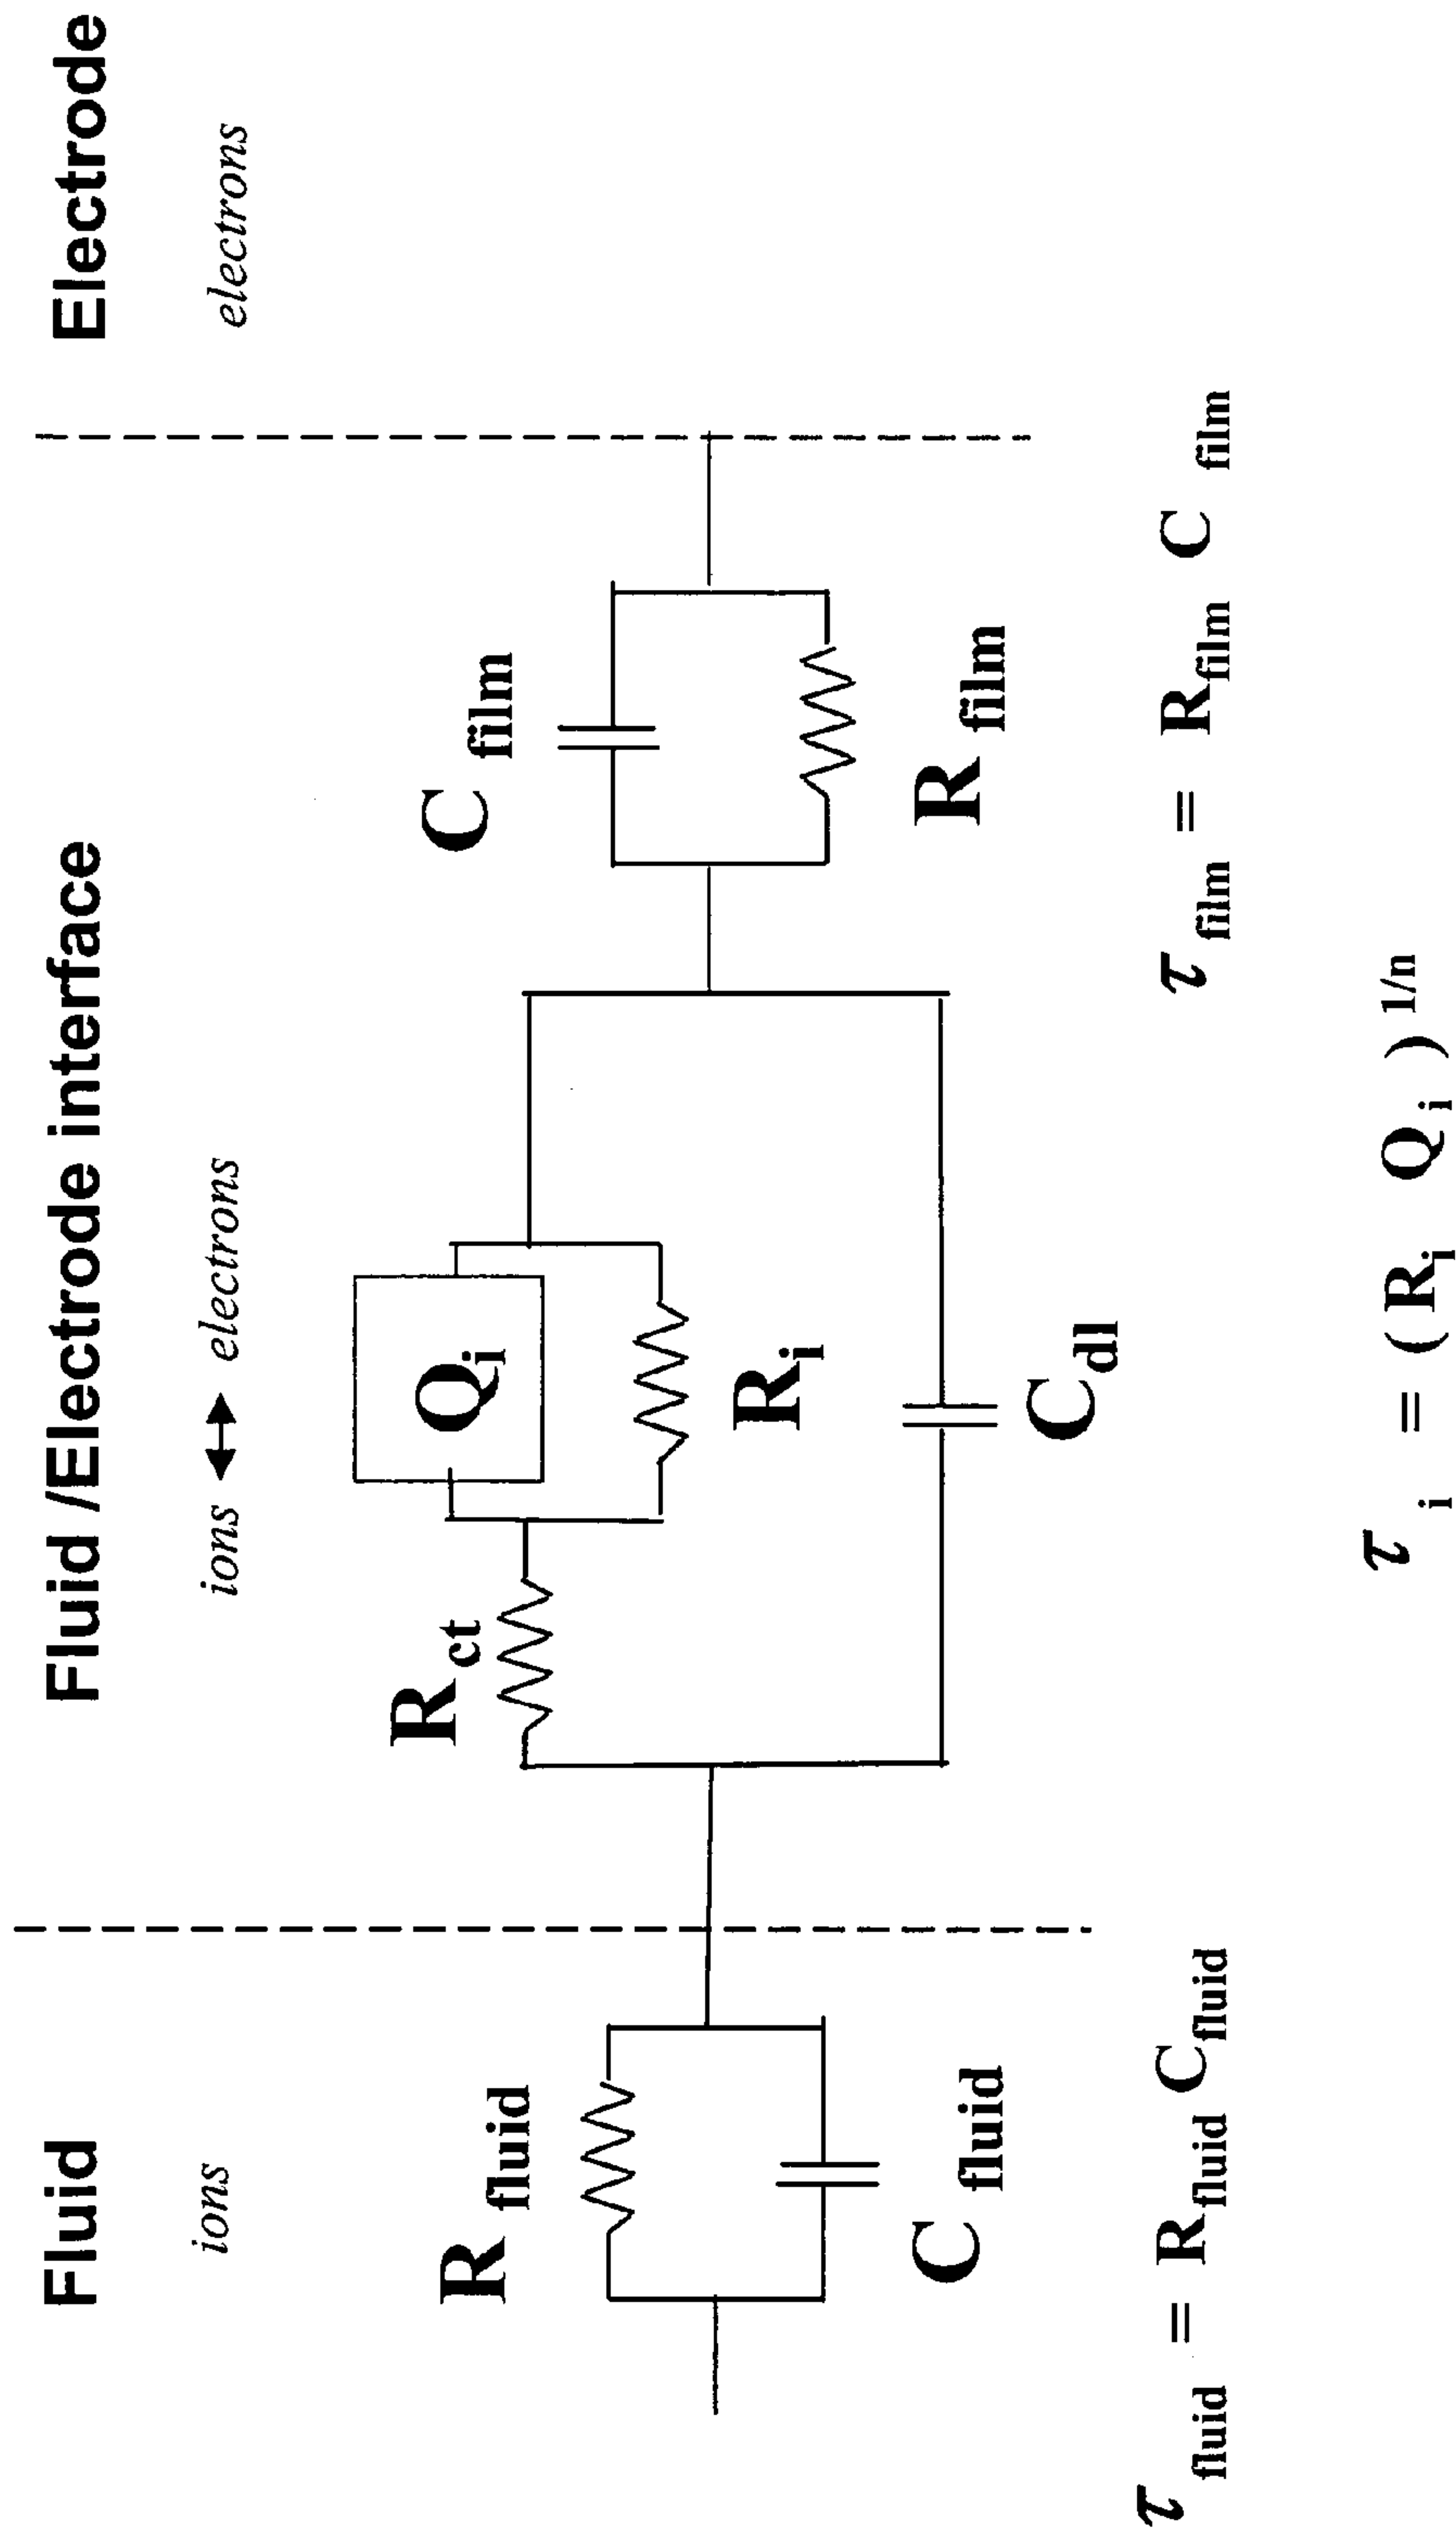 Fluid
Fluid /Electrode interface
Electrode
ions
ions ↔ electrons
electrons
R fluid
C fluid
R ct
Q i
R i
C dl
C film
R film
τ fluid = R fluid C fluid
τ film = R film C film
τ i = ( R i Q i ) 1/n